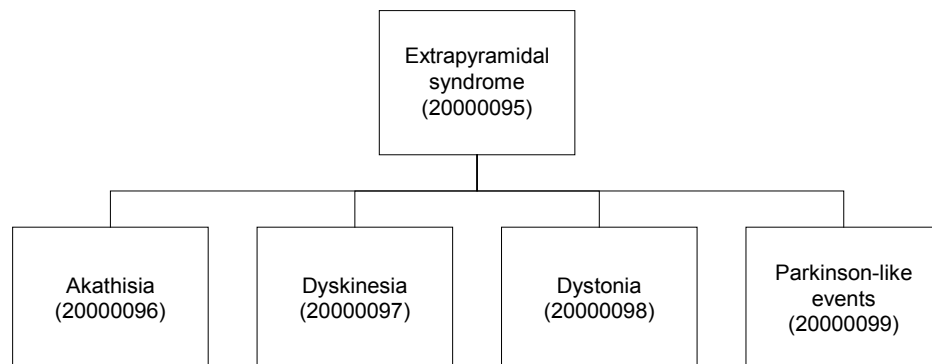 Extrapyramidal
syndrome
(20000095)
Akathisia
(20000096)
Dyskinesia
(20000097)
Dystonia
(20000098)
Parkinson-like
events
(20000099)